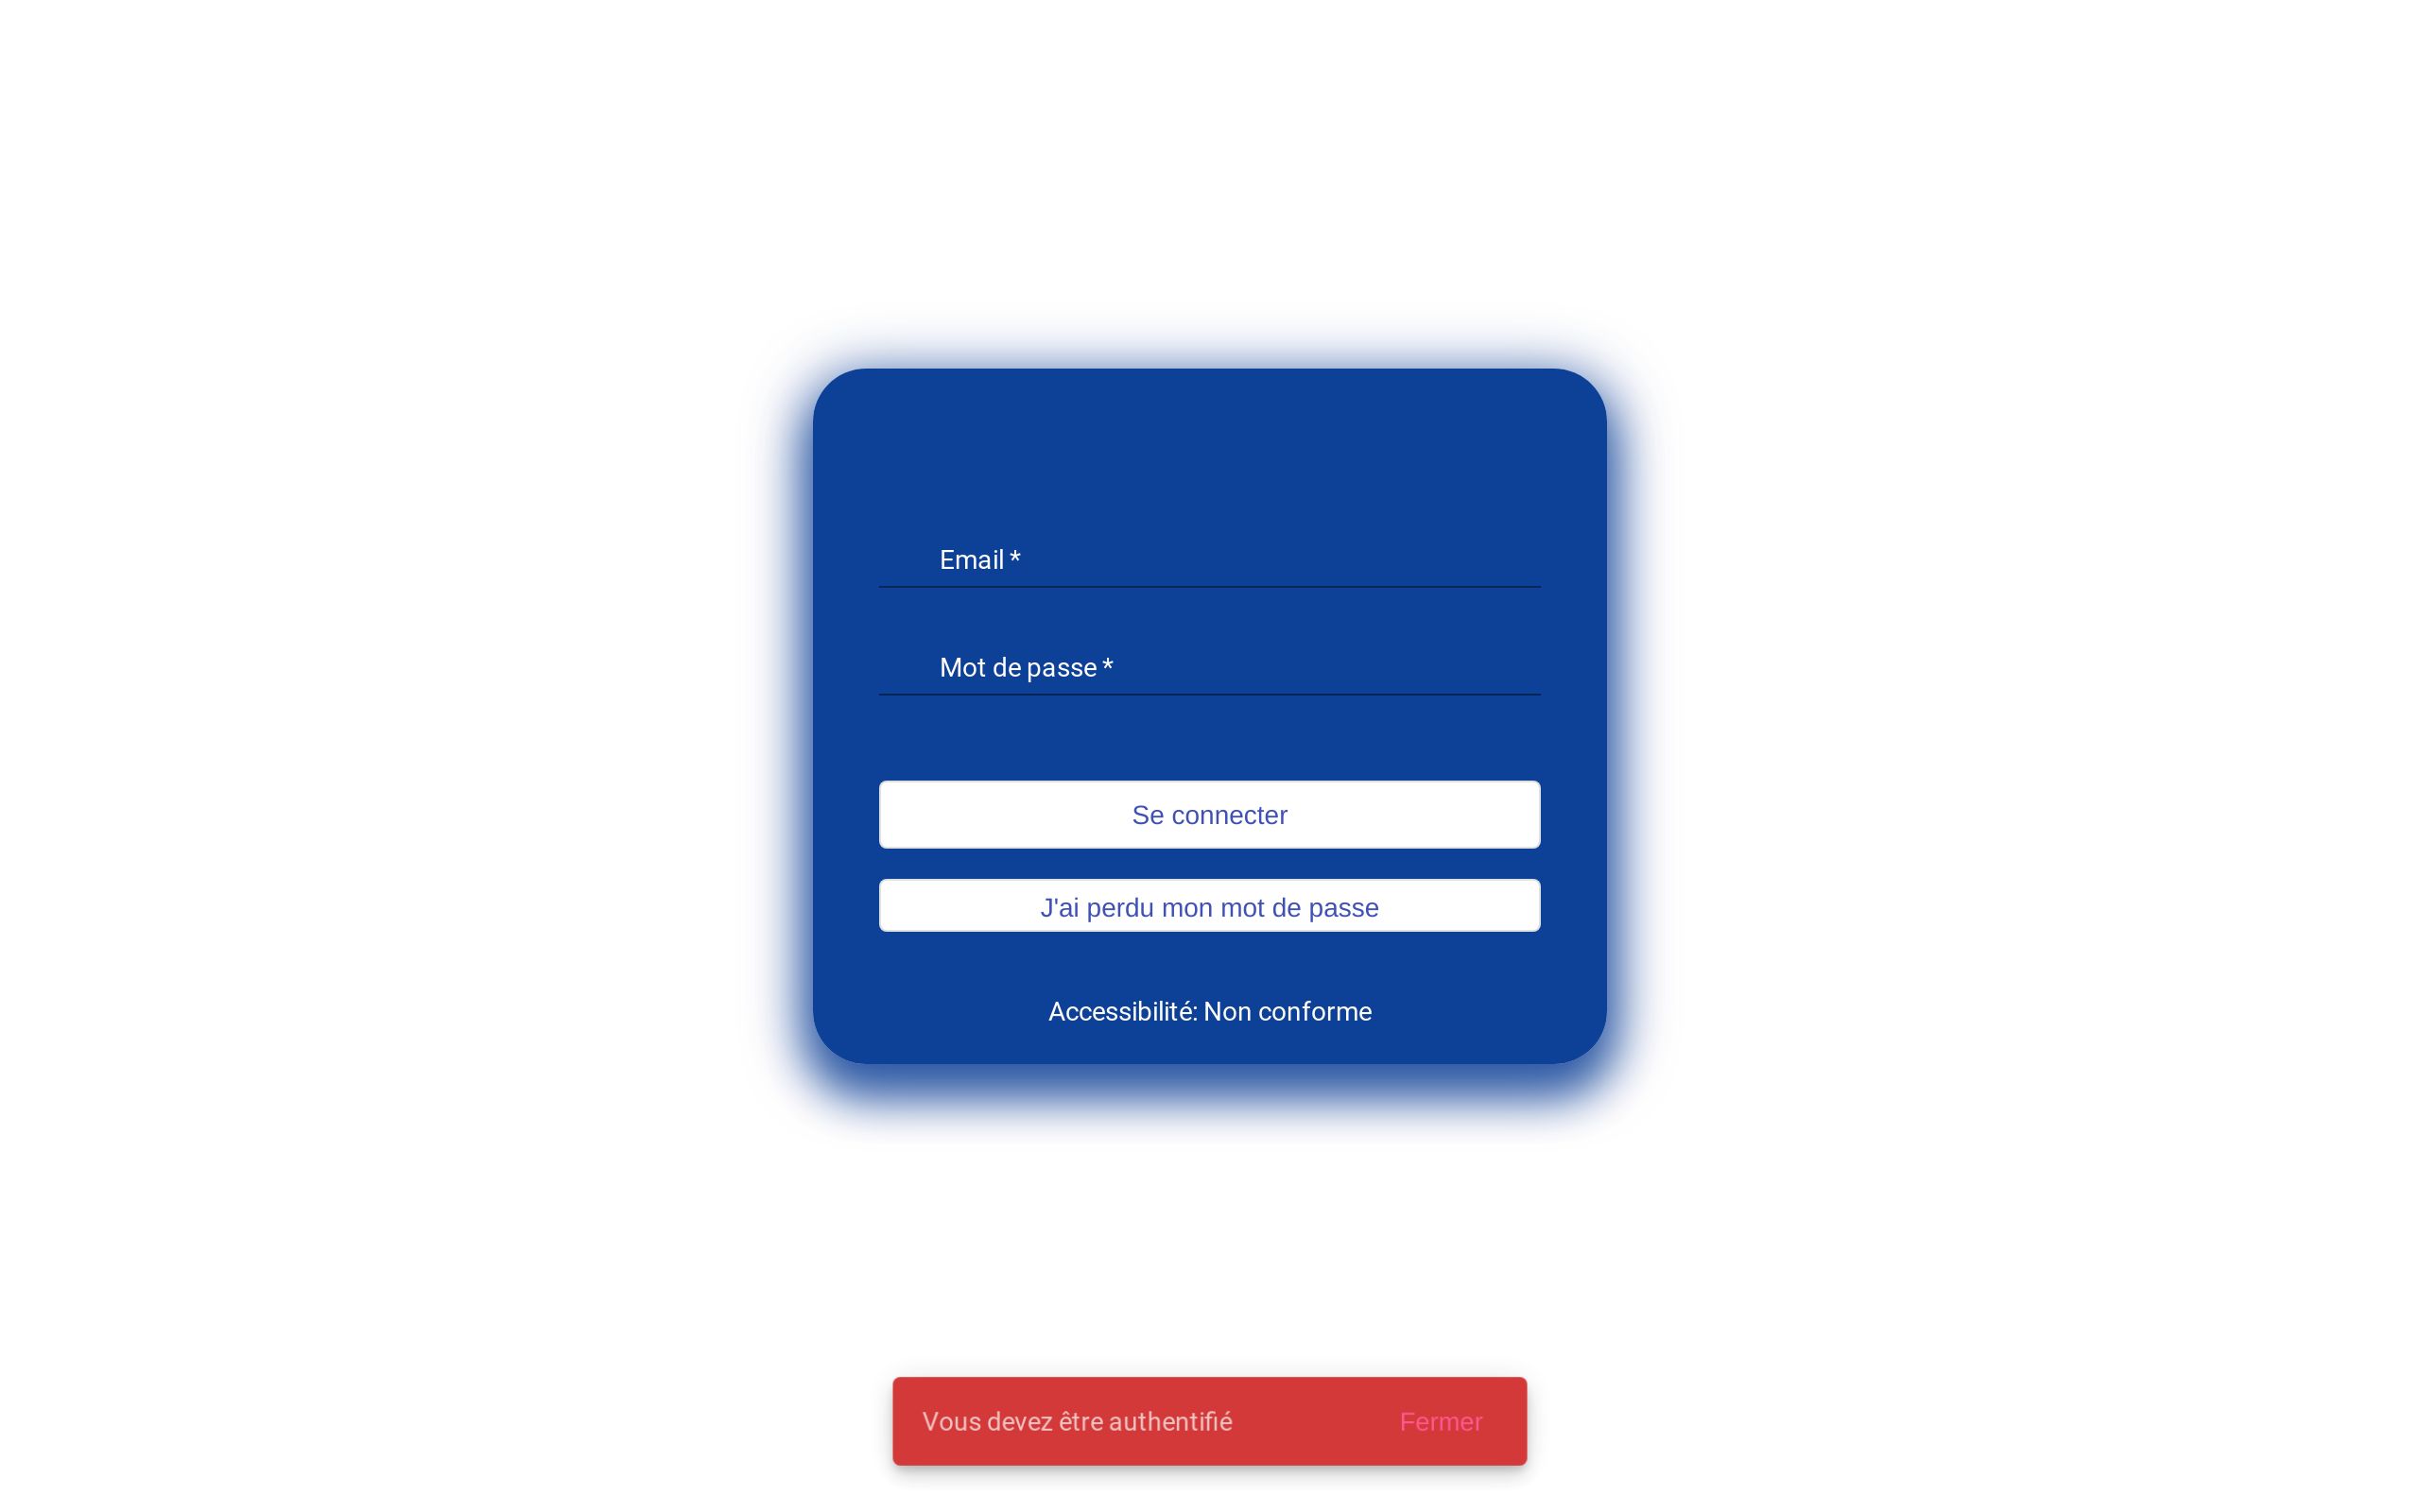 Email *
Mot de passe *
Se connecter
J'ai perdu mon mot de passe
Accessibilité: Non conforme
Vous devez être authentifié
Fermer